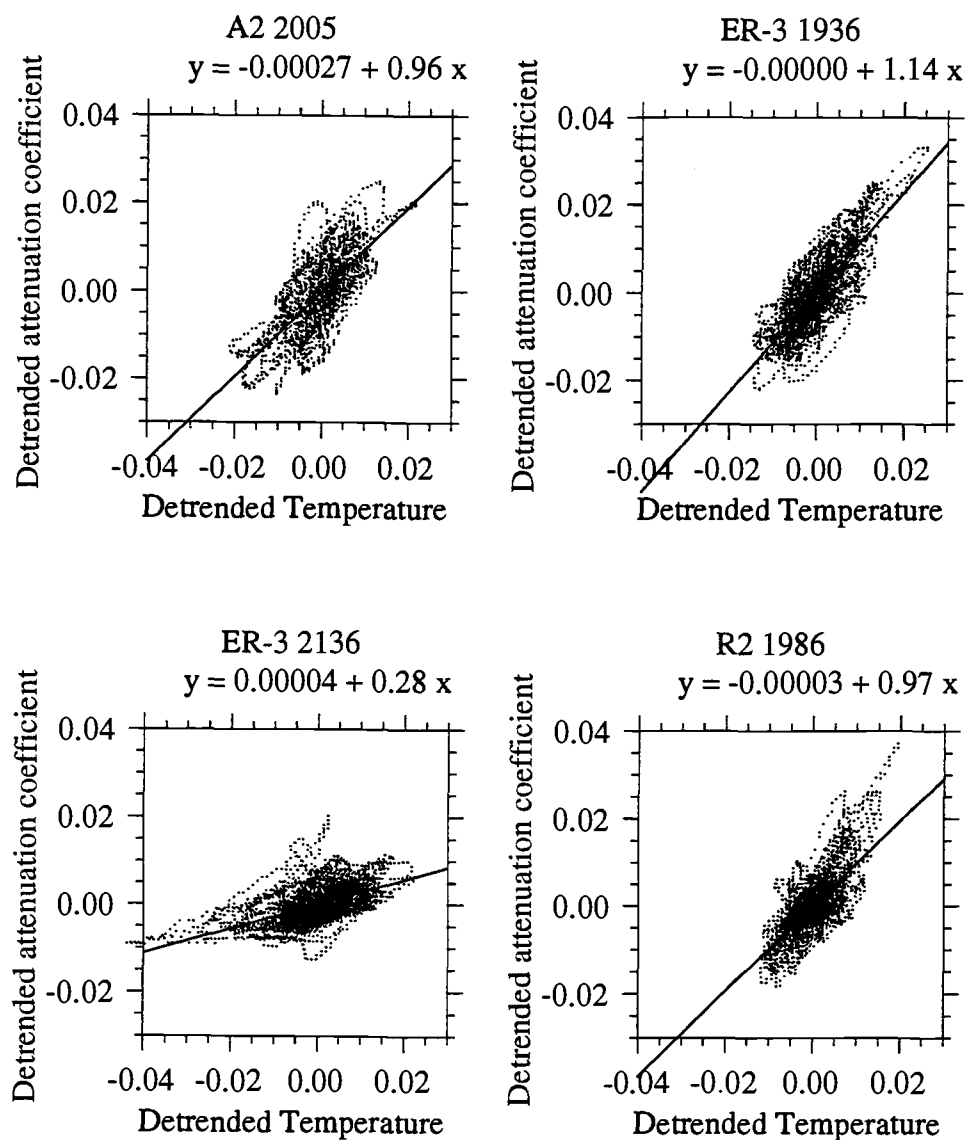 A2 2005
y = -0.00027 + 0.96 x
Detrended attenuation coefficient
0.04
0.02
0.00
-0.02
-0.04 -0.02 0.00 0.02
Detrended Temperature
ER-3 1936
y = -0.00000 + 1.14 x
Detrended attenuation coefficient
0.04
0.02
0.00
-0.02
-0.04 -0.02 0.00 0.02
Detrended Temperature
ER-3 2136
y = 0.00004 + 0.28 x
Detrended attenuation coefficient
0.04
0.02
0.00
-0.02
-0.04 -0.02 0.00 0.02
Detrended Temperature
R2 1986
y = -0.00003 + 0.97 x
Detrended attenuation coefficient
0.04
0.02
0.00
-0.02
-0.04 -0.02 0.00 0.02
Detrended Temperature